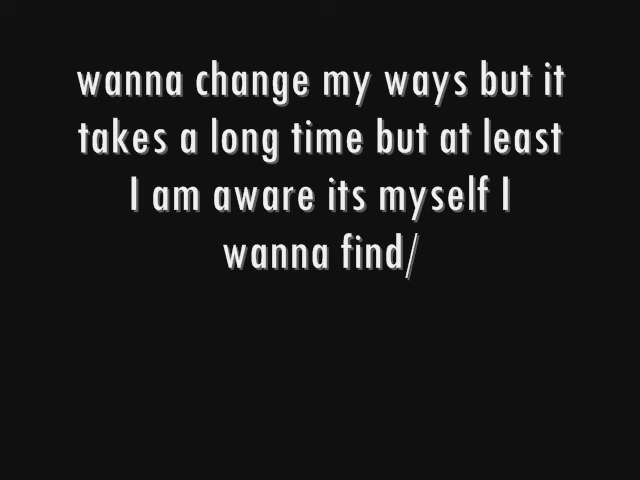 wanna change my ways but it
takes a long time but at least
I am aware its myself I
wanna find/